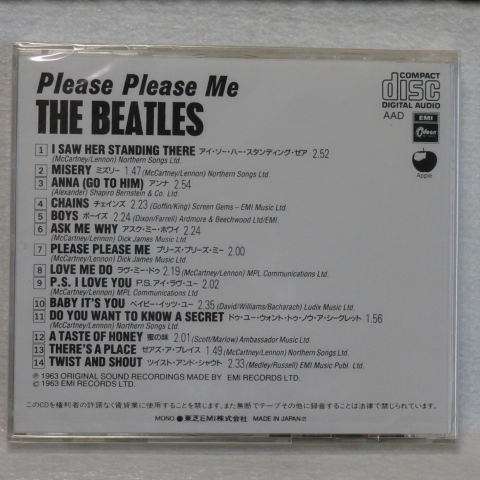 Please Please Me
THE BEATLES
COMPACT
disc
DIGITAL AUDIO
AAD
Odeon
EMI
Apple
1 I SAW HER STANDING THERE アイ・ソー・ハー・スタンディング・ゼア 2.52
(McCartney/Lennon) Northern Songs Ltd.
2 MISERY ミズリー 1.47 (McCartney/Lennon) Northern Songs Ltd.
3 ANNA (GO TO HIM) アンナ 2.54
(Alexander) Shapiro Bernstein & Co. Ltd.
4 CHAINS チェインズ 2.23 (Goffin/King) Screen Gems – EMI Music Ltd.
5 BOYS ボーイズ 2.24 (Dixon/Farrell) Ardmore & Beechwood Ltd/EMI.
6 ASK ME WHY アスク・ミー・ホワイ 2.24
(McCartney/Lennon) Dick James Music Ltd.
7 PLEASE PLEASE ME プリーズ・プリーズ・ミー 2.00
(McCartney/Lennon) Dick James Music Ltd.
8 LOVE ME DO ラヴ・ミー・ドゥ 2.19 (McCartney/Lennon) MPL Communications Ltd.
9 P.S. I LOVE YOU P.S.アイ・ラヴ・ユー 2.02
(McCartney/Lennon) MPL Communications Ltd.
10 BABY IT'S YOU ベイビー・イッツ・ユー 2.35 (David/Williams/Bacharach) Ludix Music Ltd.
11 DO YOU WANT TO KNOW A SECRET ドゥ・ユー・ウォント・トゥ・ノウ・ア・シークレット 1.56
(McCartney/Lennon) Northern Songs Ltd.
12 A TASTE OF HONEY 蜜の味 2.01 (Scott/Marlow) Ambassador Music Ltd.
13 THERE'S A PLACE ゼアズ・ア・プレイス 1.49 (McCartney/Lennon) Northern Songs Ltd.
14 TWIST AND SHOUT ツイスト・アンド・シャウト 2.33 (Medley/Russell) EMI Music Publ. Ltd.
Ⓟ 1963 ORIGINAL SOUND RECORDINGS MADE BY EMI RECORDS LTD.
© 1963 EMI RECORDS LTD.
このCDを権利者の許諾なく賃貸業に使用することを禁じます。また無断でテープその他に録音することは法律で禁じられています。
MONO 東芝EMI株式会社 MADE IN JAPAN